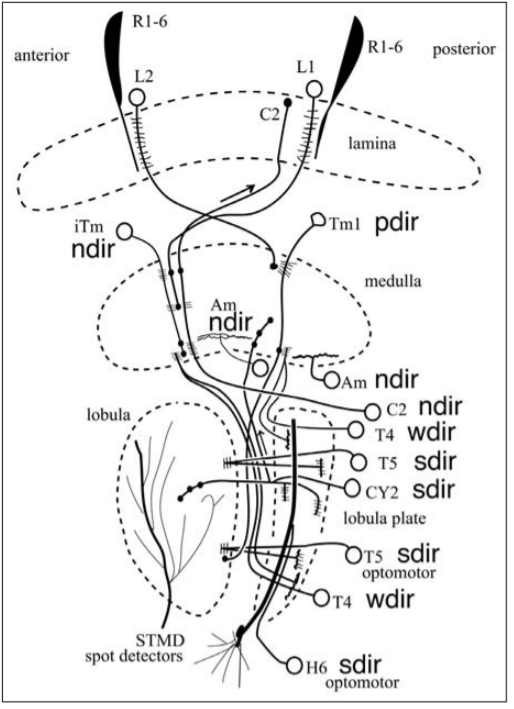 R1-6
anterior
R1-6
posterior
L2
L1
C2
lamina
iTm
ndir
Tm1 pdir
medulla
Am
ndir
Am ndir
C2 ndir
lobula
T4 wdir
T5 sdir
CY2 sdir
lobula plate
T5 sdir
optomotor
T4 wdir
STMD
spot detectors
H6 sdir
optomotor